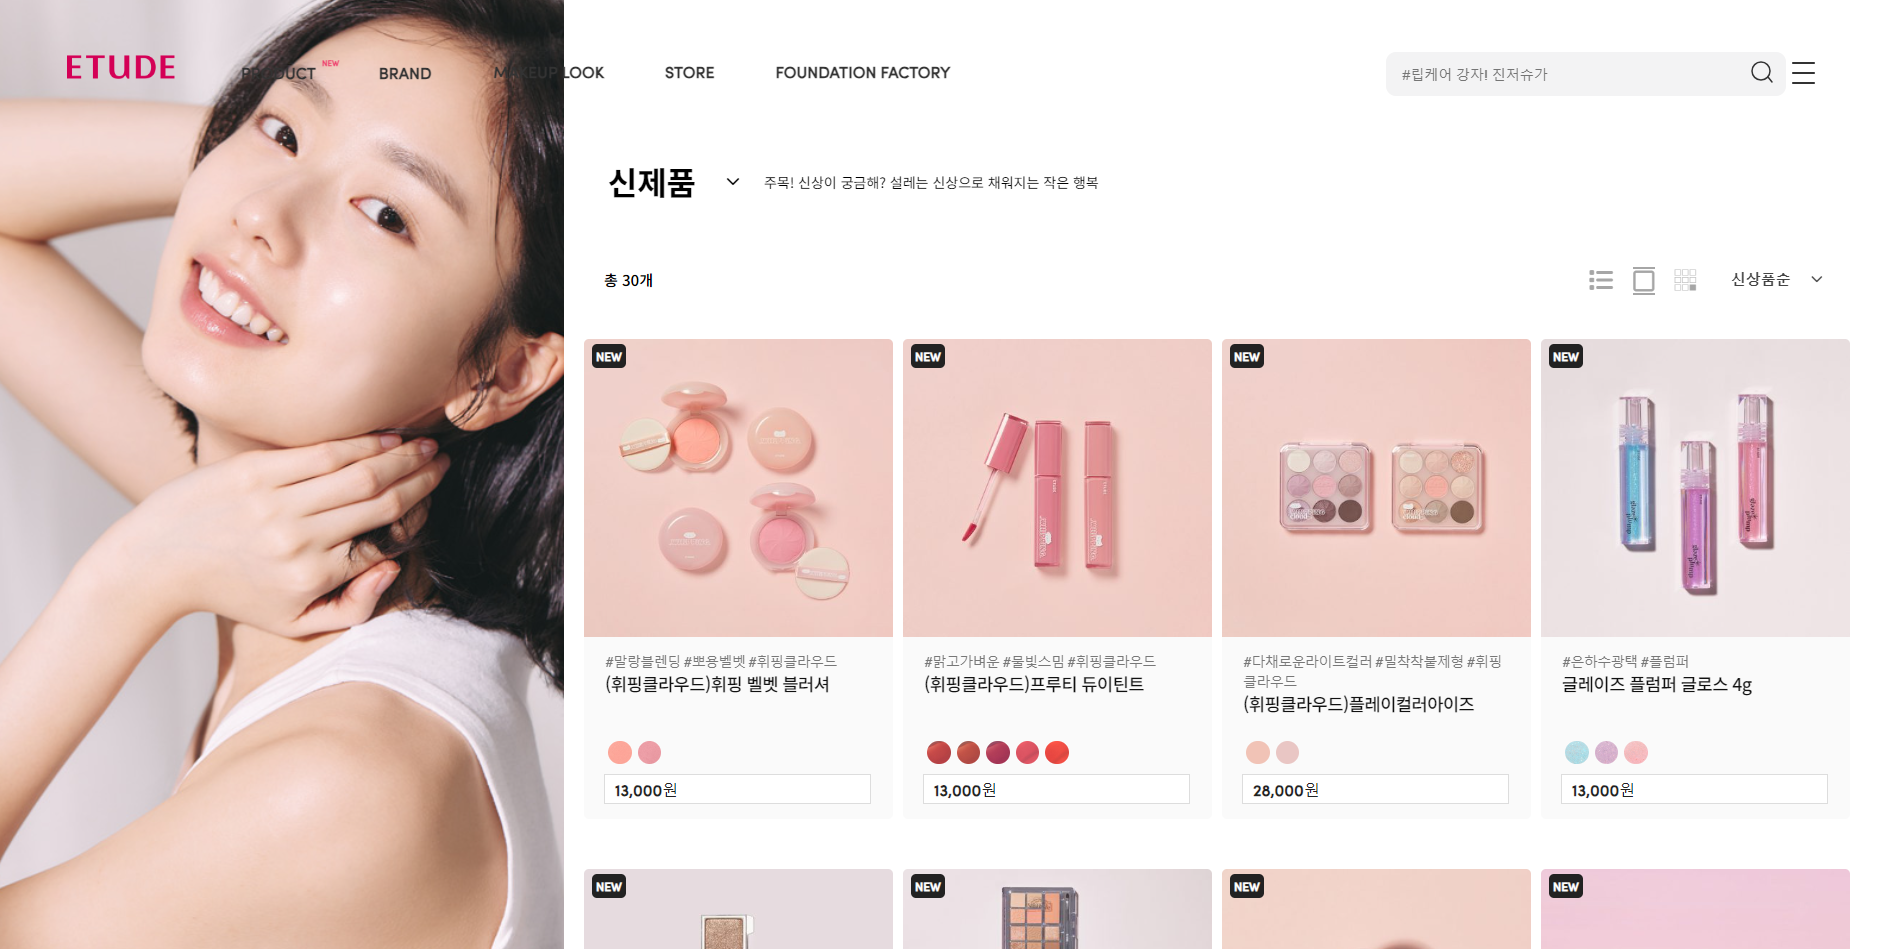 ETUDE
PRODUCT NEW BRAND MAKEUP LOOK STORE FOUNDATION FACTORY
#립케어 강자! 진저슈가
신제품
주목! 신상이 궁금해? 설레는 신상으로 채워지는 작은 행복
총 30개
신상품순
NEW
NEW
NEW
NEW
#말랑블렌딩 #뽀용벨벳 #휘핑클라우드
(휘핑클라우드)휘핑 벨벳 블러셔
13,000원
#맑고가벼운 #물빛스밈 #휘핑클라우드
(휘핑클라우드)프루티 듀이틴트
13,000원
#다채로운라이트컬러 #밀착착붙제형 #휘핑
클라우드
(휘핑클라우드)플레이컬러아이즈
28,000원
#은하수광택 #플럼퍼
글레이즈 플럼퍼 글로스 4g
13,000원
NEW
NEW
NEW
NEW